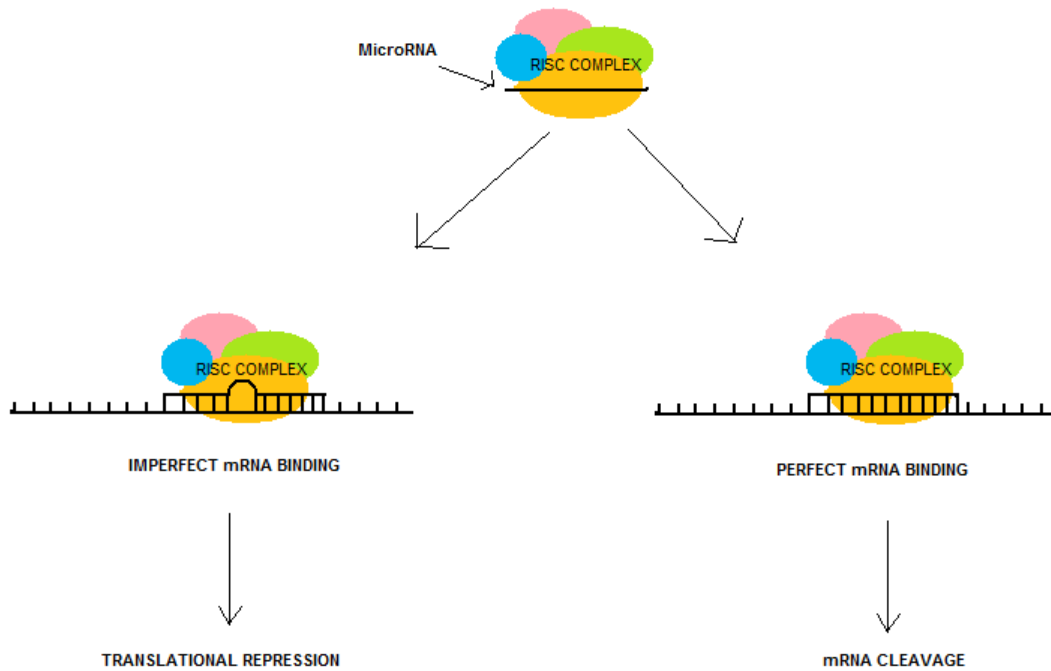 MicroRNA
RISC COMPLEX
RISC COMPLEX
RISC COMPLEX
IMPERFECT mRNA BINDING
PERFECT mRNA BINDING
TRANSLATIONAL REPRESSION
mRNA CLEAVAGE